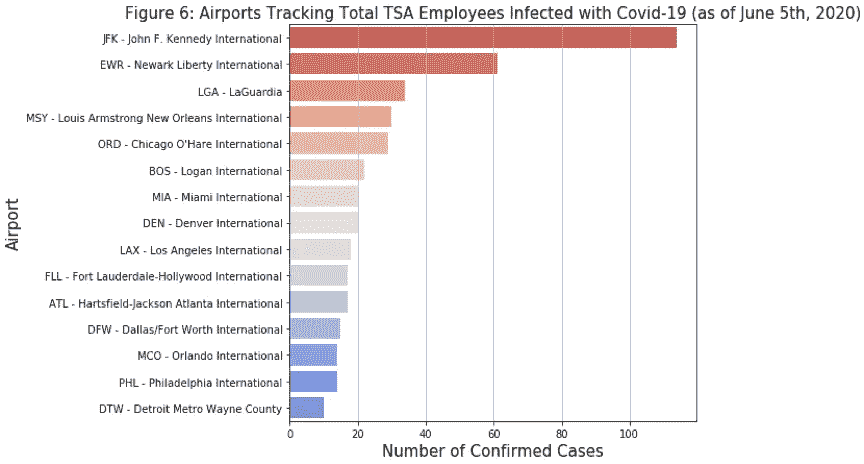 Figure 6: Airports Tracking Total TSA Employees Infected with Covid-19 (as of June 5th, 2020)
JFK - John F. Kennedy International
EWR - Newark Liberty International
LGA - LaGuardia
MSY - Louis Armstrong New Orleans International
ORD - Chicago O'Hare International
BOS - Logan International
MIA - Miami International
DEN - Denver International
LAX - Los Angeles International
FLL - Fort Lauderdale-Hollywood International
ATL - Hartsfield-Jackson Atlanta International
DFW - Dallas/Fort Worth International
MCO - Orlando International
PHL - Philadelphia International
DTW - Detroit Metro Wayne County
Airport
0 20 40 60 80 100
Number of Confirmed Cases